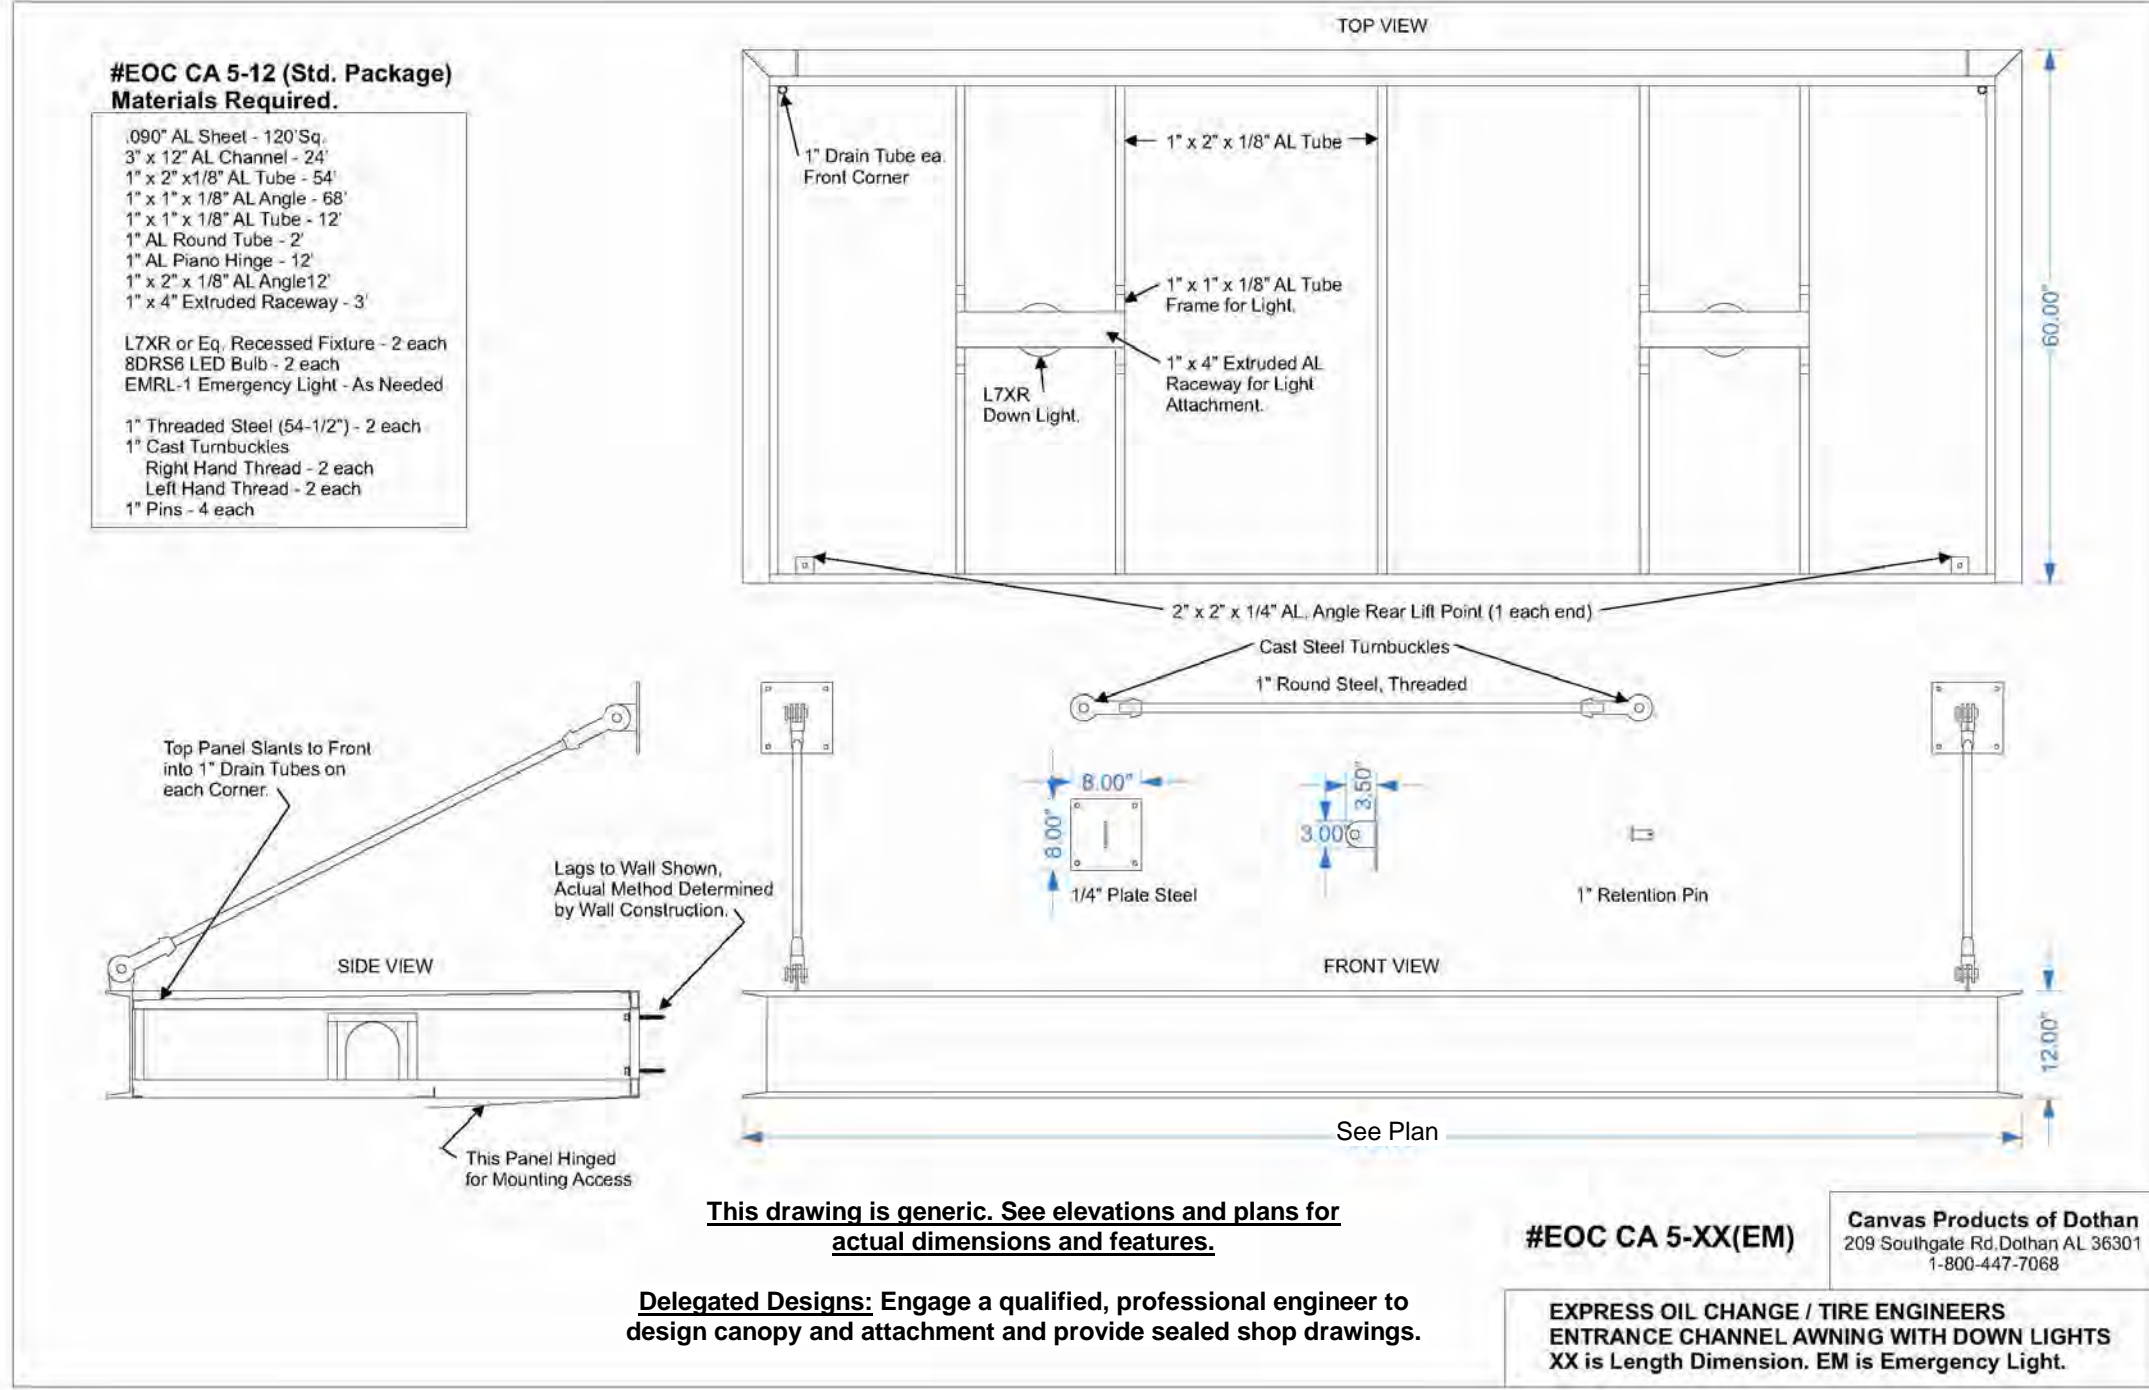 TOP VIEW
#EOC CA 5-12 (Std. Package)
Materials Required.
.090" AL Sheet - 120'Sq.
3" x 12" AL Channel - 24'
1" x 2" x1/8" AL Tube - 54'
1" x 1" x 1/8" AL Angle - 68'
1" x 1" x 1/8" AL Tube - 12'
1" AL Round Tube - 2'
1" AL Piano Hinge - 12'
1" x 2" x 1/8" AL Angle12'
1" x 4" Extruded Raceway - 3'
L7XR or Eq. Recessed Fixture - 2 each
8DRS6 LED Bulb - 2 each
EMRL-1 Emergency Light - As Needed
1" Threaded Steel (54-1/2") - 2 each
1" Cast Turnbuckles
Right Hand Thread - 2 each
Left Hand Thread - 2 each
1" Pins - 4 each
1" Drain Tube ea.
Front Corner
1" x 2" x 1/8" AL Tube
1" x 1" x 1/8" AL Tube
Frame for Light.
1" x 4" Extruded AL
Raceway for Light
Attachment.
L7XR
Down Light.
60.00"
2" x 2" x 1/4" AL. Angle Rear Lift Point (1 each end)
Cast Steel Turnbuckles
1" Round Steel, Threaded
Top Panel Slants to Front
into 1" Drain Tubes on
each Corner.
8.00"
8.00"
1/4" Plate Steel
3.50"
3.00"
1" Retention Pin
Lags to Wall Shown,
Actual Method Determined
by Wall Construction.
SIDE VIEW
FRONT VIEW
12.00"
See Plan
This Panel Hinged
for Mounting Access
This drawing is generic. See elevations and plans for
actual dimensions and features.
Delegated Designs: Engage a qualified, professional engineer to
design canopy and attachment and provide sealed shop drawings.
#EOC CA 5-XX(EM)
Canvas Products of Dothan
209 Southgate Rd.Dothan AL 36301
1-800-447-7068
EXPRESS OIL CHANGE / TIRE ENGINEERS
ENTRANCE CHANNEL AWNING WITH DOWN LIGHTS
XX is Length Dimension. EM is Emergency Light.